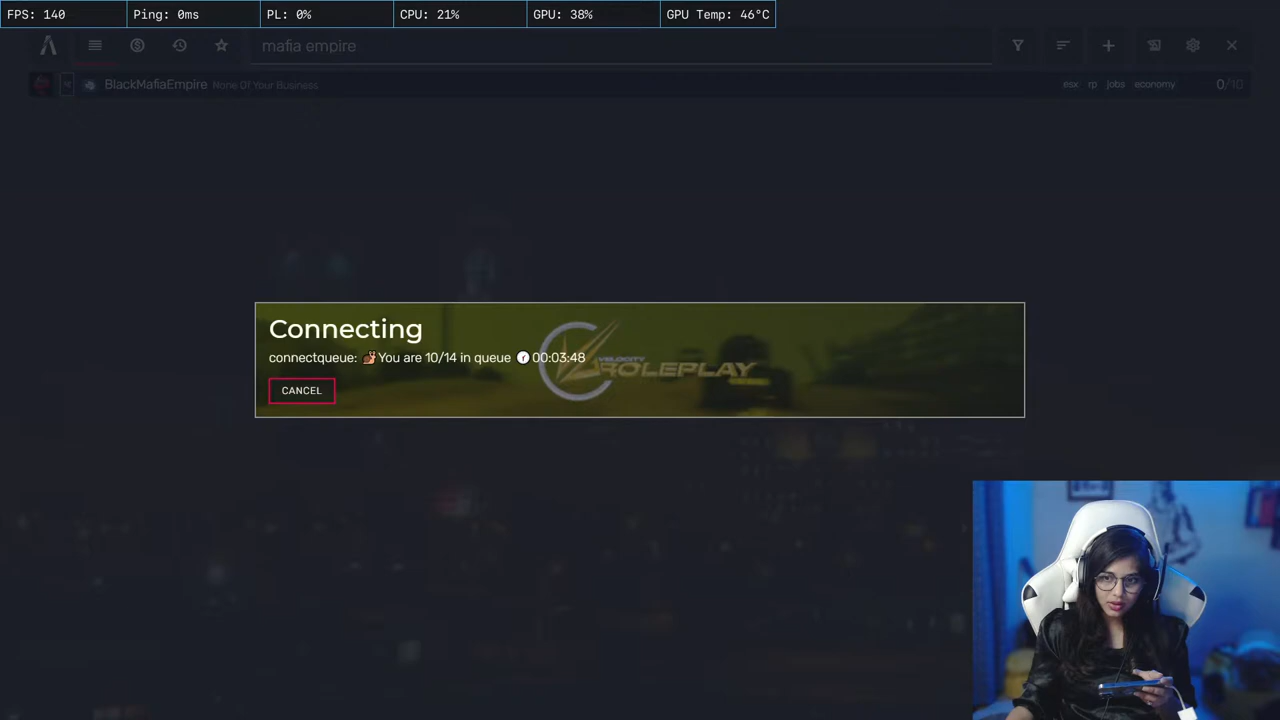 FPS: 140 Ping: 0ms PL: 0% CPU: 21% GPU: 38% GPU Temp: 46°C
mafia empire
BlackMafiaEmpire None Of Your Business esx rp jobs economy 0/10
Connecting
connectqueue: 🐌You are 10/14 in queue 🕜00:03:48
VELOCITY
ROLEPLAY
CANCEL